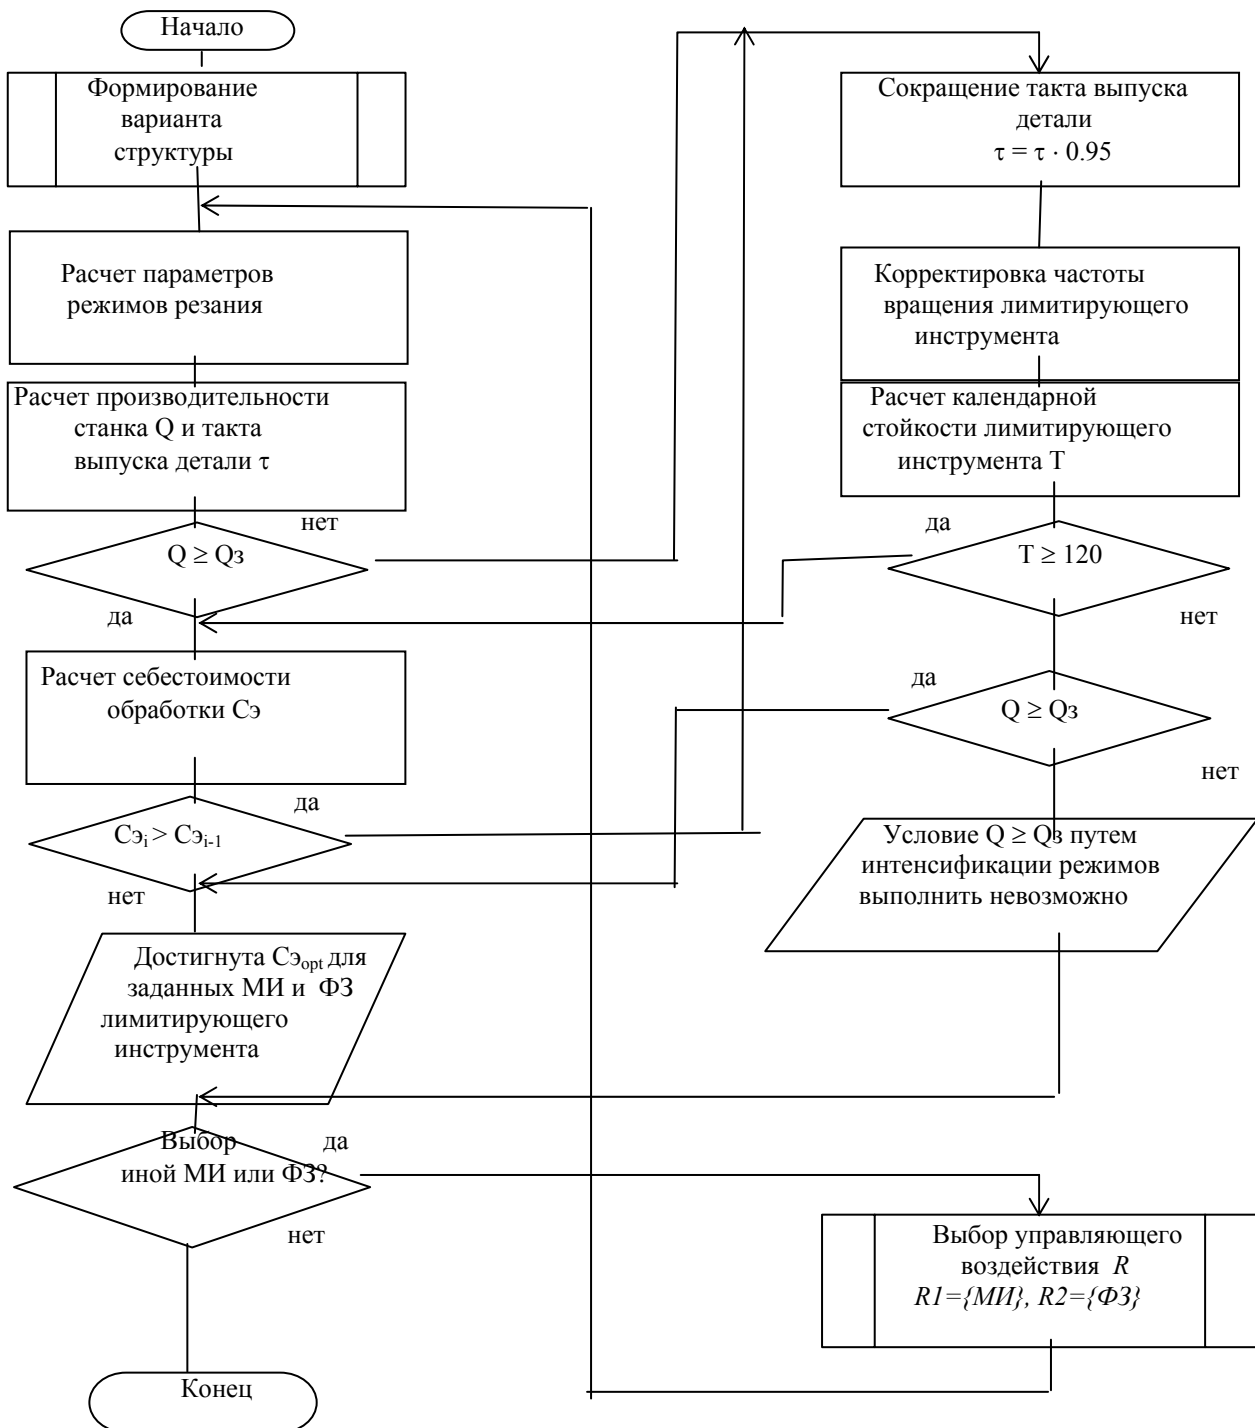 Начало
Формирование
варианта
структуры
Расчет параметров
режимов резания
Расчет производительности
станка Q и такта
выпуска детали τ
нет
Q ≥ Qз
да
Расчет себестоимости
обработки Сэ
да
Сэi > Сэi-1
нет
Достигнута Сэopt для
заданных МИ и ФЗ
лимитирующего
инструмента
Выбор
да
иной МИ или ФЗ?
нет
Конец
Сокращение такта выпуска
детали
τ = τ · 0.95
Корректировка частоты
вращения лимитирующего
инструмента
Расчет календарной
стойкости лимитирующего
инструмента Т
да
Т ≥ 120
нет
да
Q ≥ Qз
нет
Условие Q ≥ Qз путем
интенсификации режимов
выполнить невозможно
Выбор управляющего
воздействия R
R1={МИ}, R2={ФЗ}